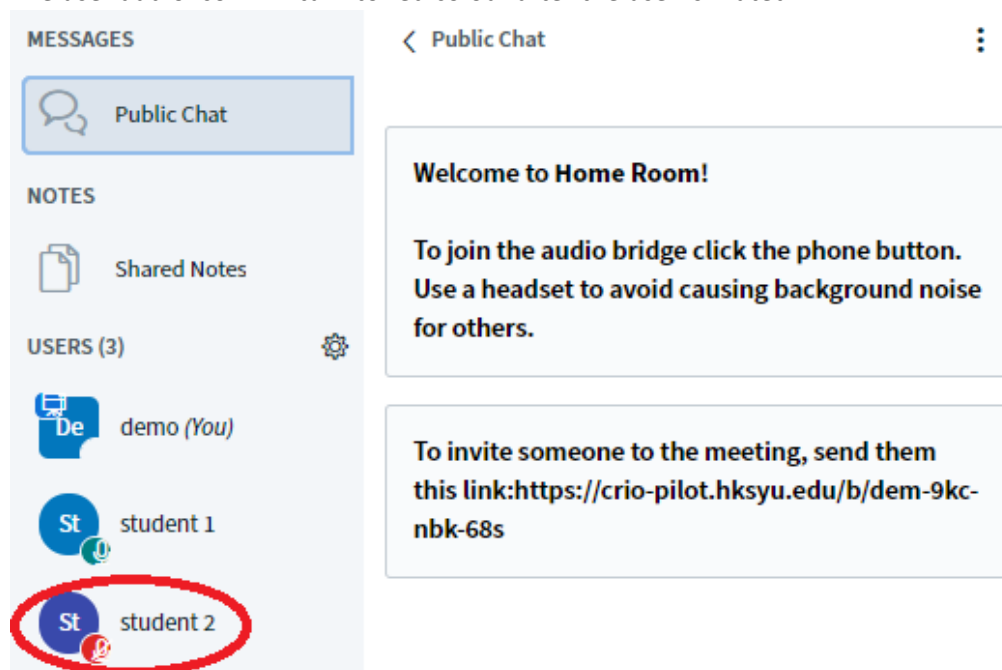 MESSAGES
Public Chat
NOTES
Shared Notes
USERS (3)
De
demo (You)
St
student 1
St
student 2
Public Chat
Welcome to Home Room!
To join the audio bridge click the phone button.
Use a headset to avoid causing background noise
for others.
To invite someone to the meeting, send them
this link:https://crio-pilot.hksyu.edu/b/dem-9kc-
nbk-68s